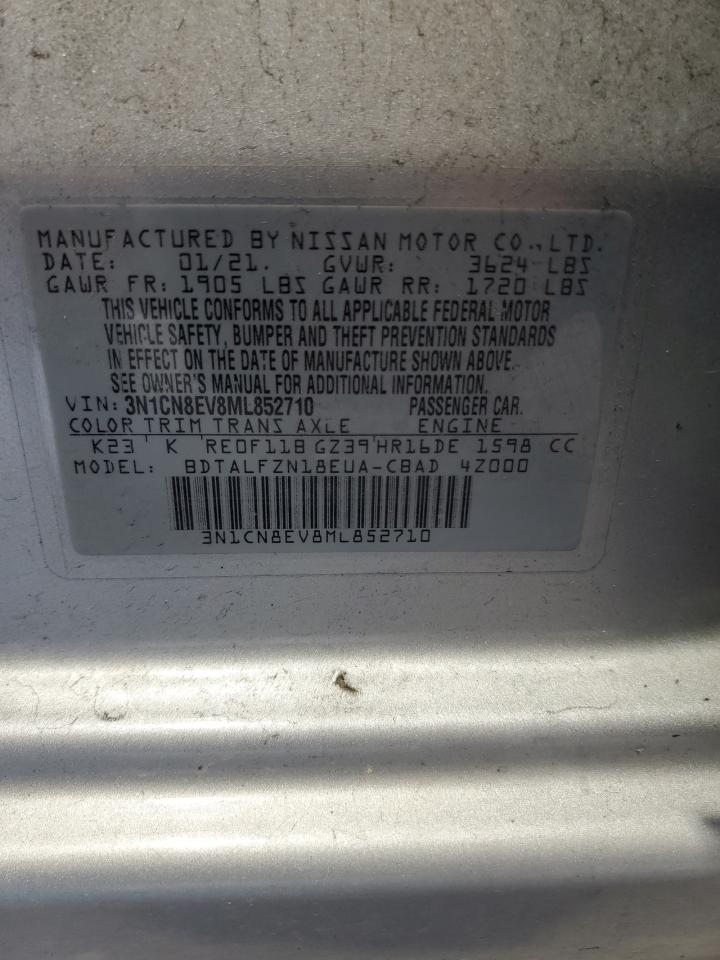 MANUFACTURED BY NISSAN MOTOR CO., LTD.
DATE: 01/21. GVWR: 3624 LBS
GAWR FR: 1905 LBS GAWR RR: 1720 LBS
THIS VEHICLE CONFORMS TO ALL APPLICABLE FEDERAL MOTOR
VEHICLE SAFETY, BUMPER AND THEFT PREVENTION STANDARDS
IN EFFECT ON THE DATE OF MANUFACTURE SHOWN ABOVE.
SEE OWNER'S MANUAL FOR ADDITIONAL INFORMATION.
VIN: 3N1CN8EV8ML852710 PASSENGER CAR.
COLOR TRIM TRANS AXLE ENGINE
K23 K RE0F11B GZ39 HR16DE 1598 CC
MODEL: BDTALFZN18EUA-CBAD 4Z000
3N1CN8EV8ML852710